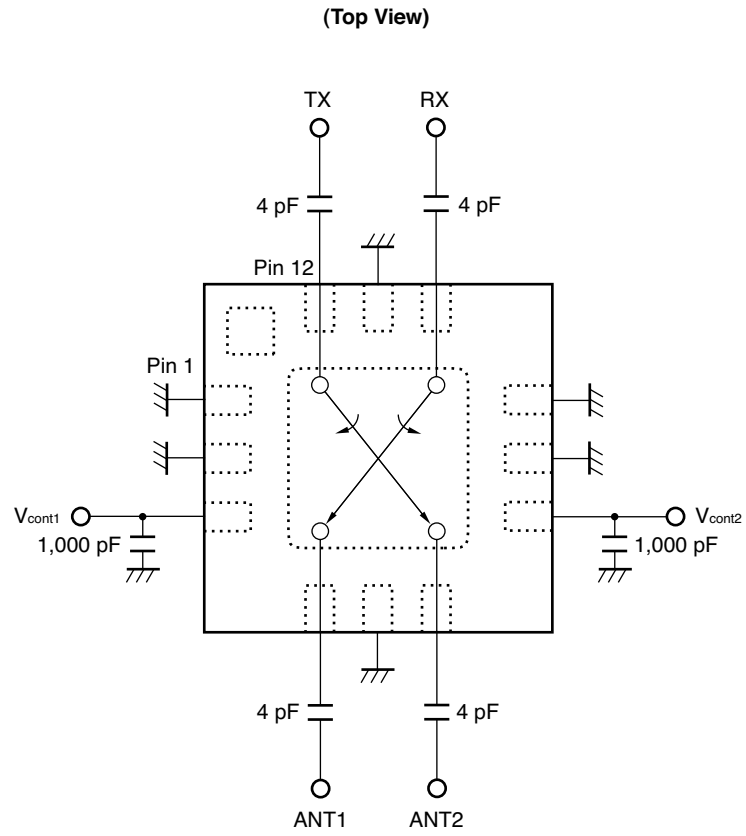 (Top View)
TX
RX
4 pF
4 pF
Pin 12
Pin 1
Vcont1
Vcont2
1,000 pF
1,000 pF
4 pF
4 pF
ANT1
ANT2